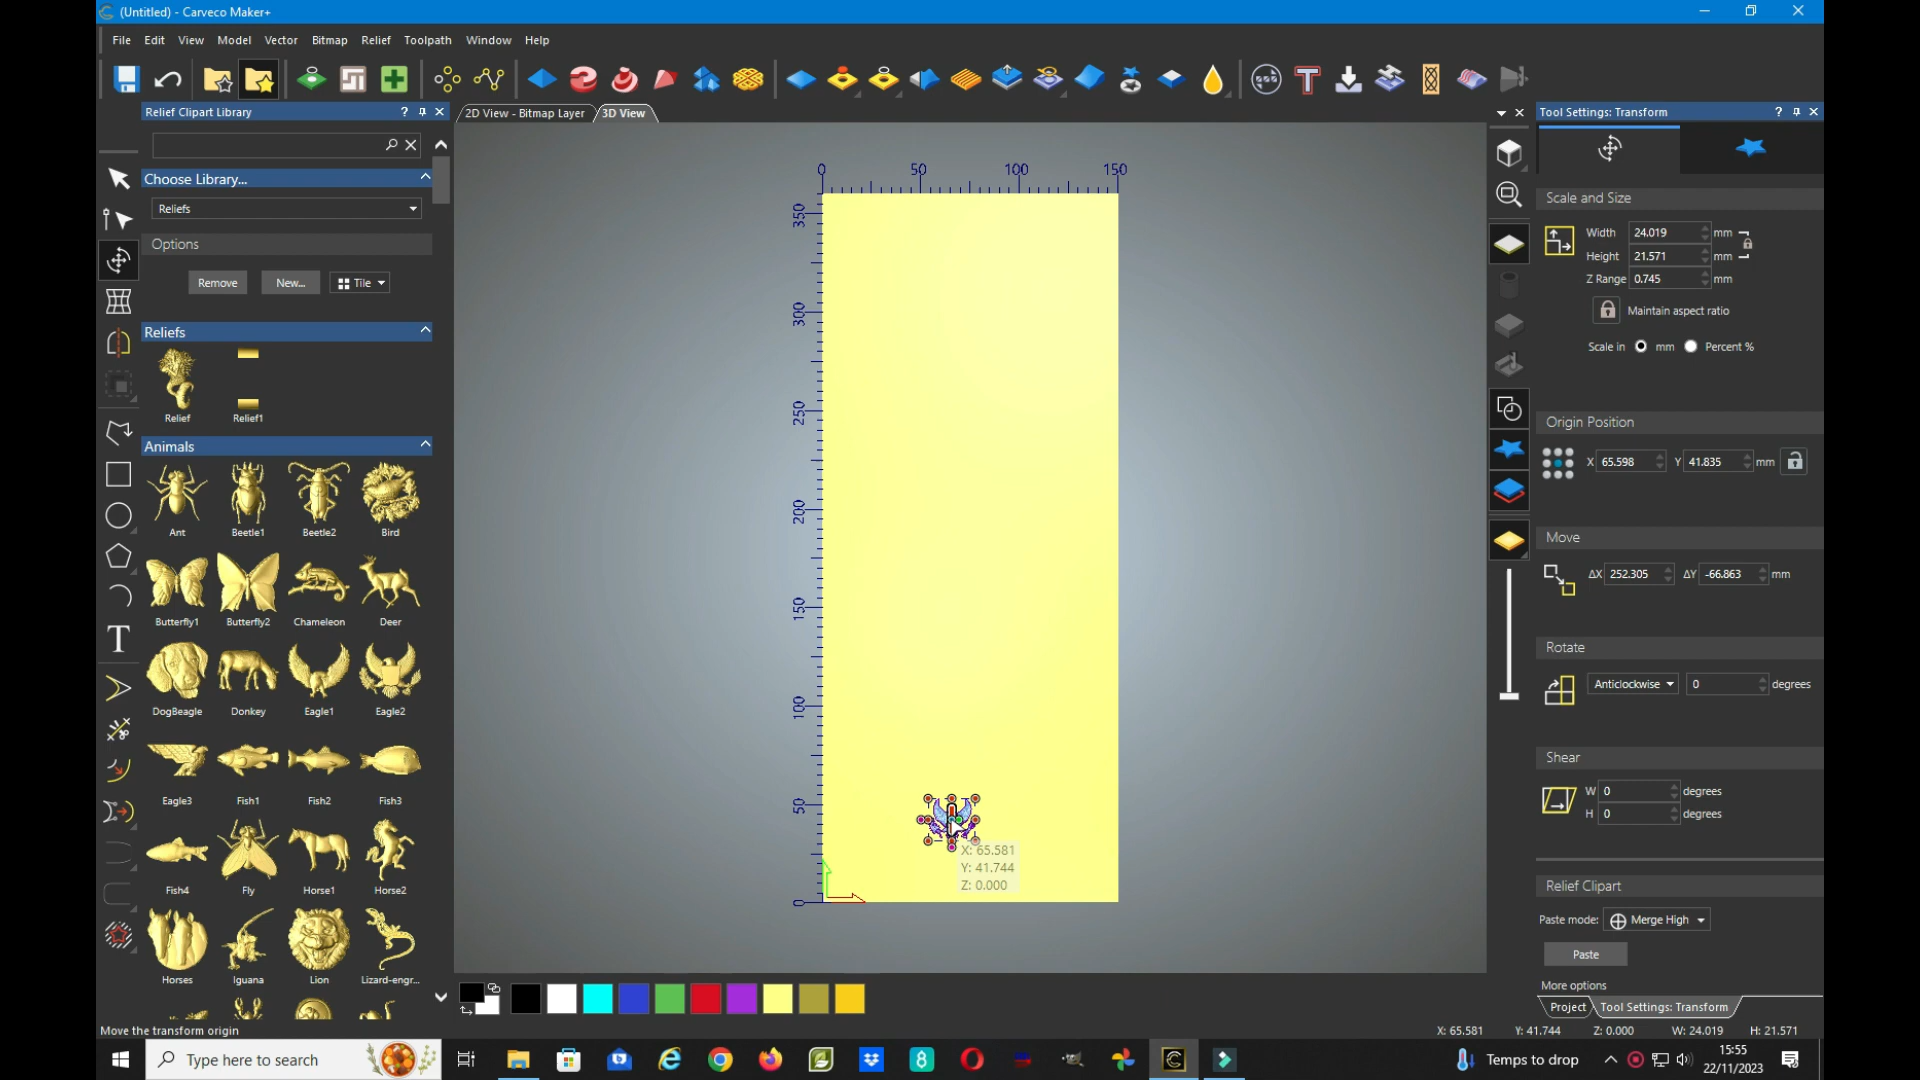 (Untitled) - Carveco Maker+
File Edit View Model Vector Bitmap Relief Toolpath Window Help
Relief Clipart Library ?
Choose Library...
Reliefs
Options
Remove New... Tile
Reliefs
Relief Relief1
Animals
Ant Beetle1 Beetle2 Bird
Butterfly1 Butterfly2 Chameleon Deer
DogBeagle Donkey Eagle1 Eagle2
Eagle3 Fish1 Fish2 Fish3
Fish4 Fly Horse1 Horse2
Horses Iguana Lion Lizard-engr...
2D View - Bitmap Layer 3D View
0 50 100 150
350
300
250
200
150
100
50
0
X: 65.581
Y: 41.744
Z: 0.000
Tool Settings: Transform ?
Scale and Size
Width 24.019 mm
Height 21.571 mm
Z Range 0.745 mm
Maintain aspect ratio
Scale in mm Percent %
Origin Position
X 65.598 Y 41.835 mm
Move
ΔX 252.305 ΔY -66.863 mm
Rotate
Anticlockwise 0 degrees
Shear
W 0 degrees
H 0 degrees
Relief Clipart
Paste mode: Merge High
Paste
More options
Project Tool Settings: Transform
Move the transform origin
X: 65.581 Y: 41.744 Z: 0.000 W: 24.019 H: 21.571
Type here to search
Temps to drop
15:55
22/11/2023